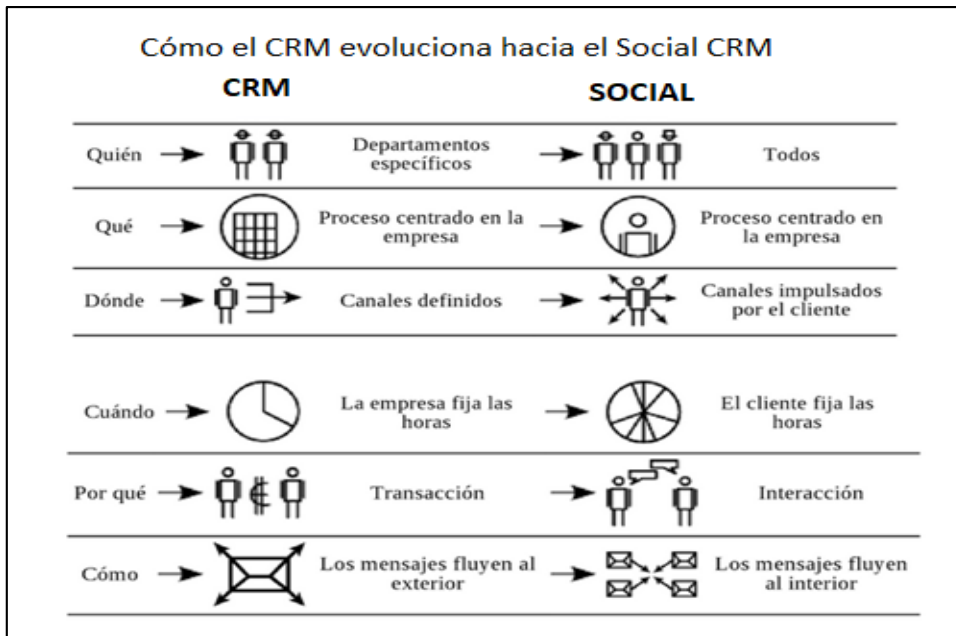 Cómo el CRM evoluciona hacia el Social CRM
CRM
SOCIAL
Quién
Departamentos
específicos
Todos
Qué
Proceso centrado en la
empresa
Proceso centrado en
la empresa
Dónde
Canales definidos
Canales impulsados
por el cliente
Cuándo
La empresa fija las
horas
El cliente fija las
horas
Por qué
Transacción
Interacción
Cómo
Los mensajes fluyen al
exterior
Los mensajes fluyen
al interior